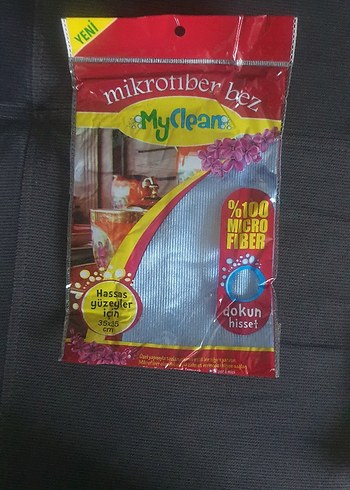 YENİ
mikrofiber bez
MyClean
%100
MICRO
FIBER
Hassas
yüzeyler
için
35x35
cm
dokun
hisset